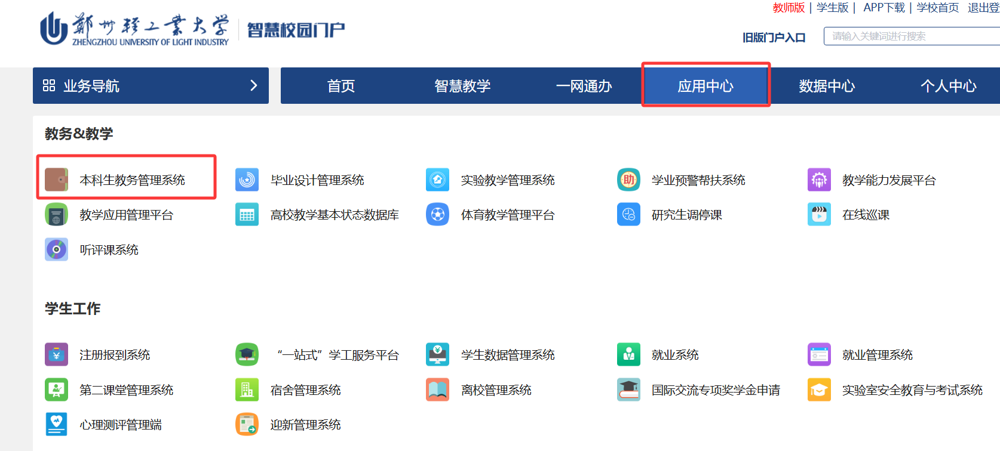 教师版 | 学生版 | APP下载 | 学校首页 退出登
郑州轻工业大学
ZHENGZHOU UNIVERSITY OF LIGHT INDUSTRY
智慧校园门户
旧版门户入口
请输入关键词进行搜索
业务导航
首页 智慧教学 一网通办 应用中心 数据中心 个人中心
教务&教学
本科生教务管理系统 毕业设计管理系统 实验教学管理系统 助 学业预警帮扶系统 教学能力发展平台
教学应用管理平台 高校教学基本状态数据库 体育教学管理平台 研究生调停课 在线巡课
听评课系统
学生工作
注册报到系统 “一站式”学工服务平台 学生数据管理系统 就业系统 就业管理系统
第二课堂管理系统 宿舍管理系统 离校管理系统 国际交流专项奖学金申请 实验室安全教育与考试系统
心理测评管理端 迎新管理系统